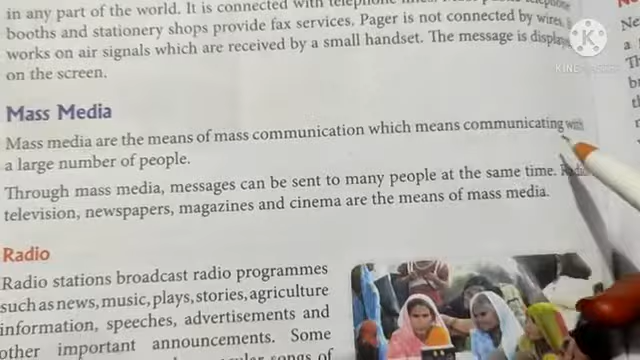 in any part of the world. It is connected with telephone
booths and stationery shops provide fax services. Pager is not connected by wires,
works on air signals which are received by a small handset. The message is
on the screen.
Mass Media
Mass media are the means of mass communication which means communicating with
a large number of people.
Through mass media, messages can be sent to many people at the same time. Radio
television, newspapers, magazines and cinema are the means of mass media.
Radio
Radio stations broadcast radio programmes
such as news, music, plays, stories, agriculture
information, speeches, advertisements and
other important announcements. Some
songs of
K